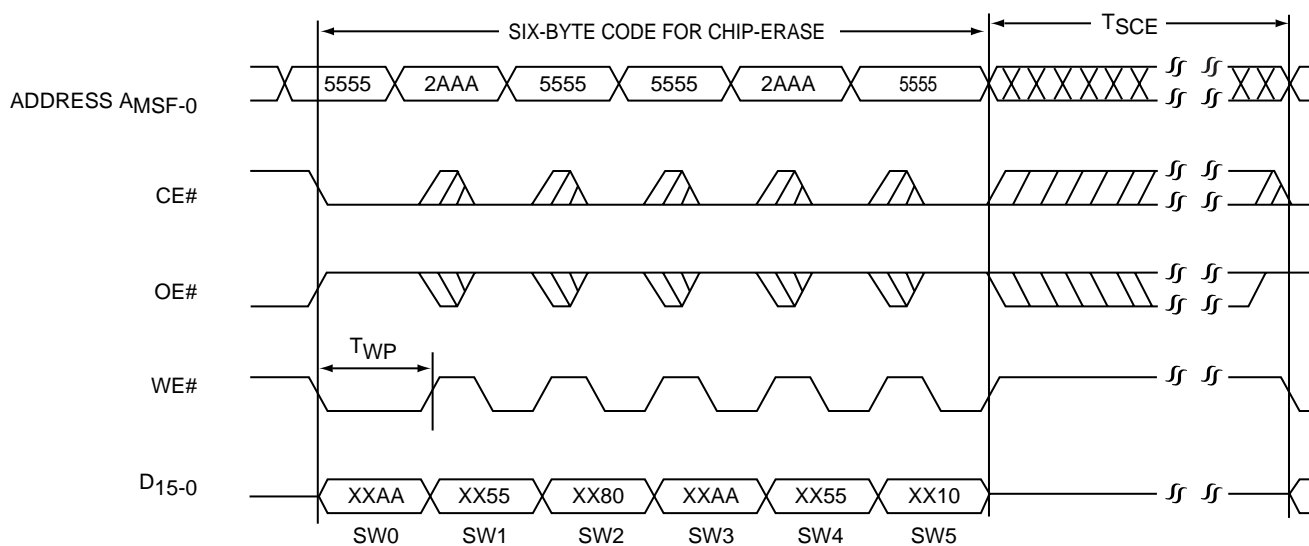 SIX-BYTE CODE FOR CHIP-ERASE TSCE
ADDRESS AMSF-0 5555 2AAA 5555 5555 2AAA 5555
CE#
OE#
TWP
WE#
D15-0 XXAA XX55 XX80 XXAA XX55 XX10
SW0 SW1 SW2 SW3 SW4 SW5